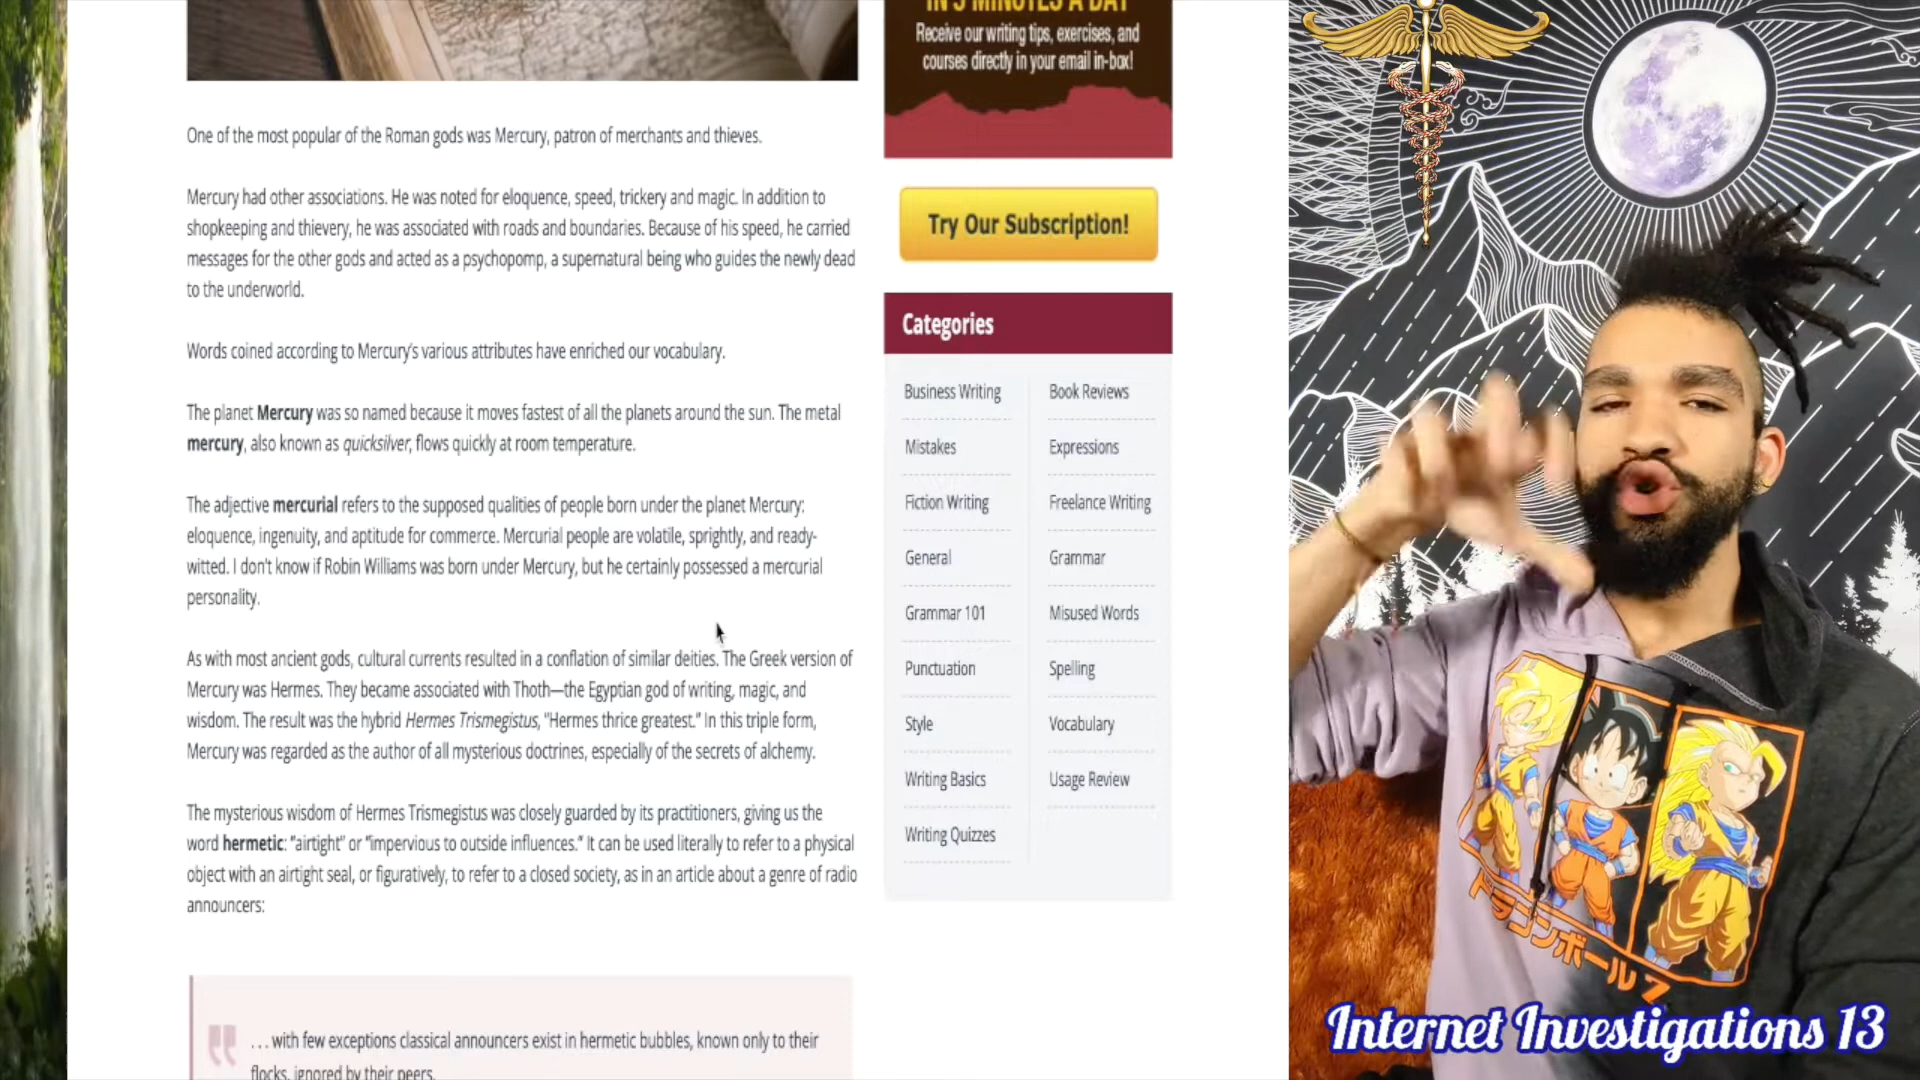 IN 5 MINUTES A DAY
Receive our writing tips, exercises, and
courses directly in your email in-box!
One of the most popular of the Roman gods was Mercury, patron of merchants and thieves.
Mercury had other associations. He was noted for eloquence, speed, trickery and magic. In addition to
shopkeeping and thievery, he was associated with roads and boundaries. Because of his speed, he carried
messages for the other gods and acted as a psychopomp, a supernatural being who guides the newly dead
to the underworld.
Words coined according to Mercury's various attributes have enriched our vocabulary.
The planet Mercury was so named because it moves fastest of all the planets around the sun. The metal
mercury, also known as quicksilver, flows quickly at room temperature.
The adjective mercurial refers to the supposed qualities of people born under the planet Mercury:
eloquence, ingenuity, and aptitude for commerce. Mercurial people are volatile, sprightly, and ready-
witted. I don't know if Robin Williams was born under Mercury, but he certainly possessed a mercurial
personality.
As with most ancient gods, cultural currents resulted in a conflation of similar deities. The Greek version of
Mercury was Hermes. They became associated with Thoth—the Egyptian god of writing, magic, and
wisdom. The result was the hybrid Hermes Trismegistus, "Hermes thrice greatest." In this triple form,
Mercury was regarded as the author of all mysterious doctrines, especially of the secrets of alchemy.
The mysterious wisdom of Hermes Trismegistus was closely guarded by its practitioners, giving us the
word hermetic: "airtight" or "impervious to outside influences." It can be used literally to refer to a physical
object with an airtight seal, or figuratively, to refer to a closed society, as in an article about a genre of radio
announcers:
. . . with few exceptions classical announcers exist in hermetic bubbles, known only to their
flocks, ignored by their peers.
Try Our Subscription!
Categories
Business Writing
Book Reviews
Mistakes
Expressions
Fiction Writing
Freelance Writing
General
Grammar
Grammar 101
Misused Words
Punctuation
Spelling
Style
Vocabulary
Writing Basics
Usage Review
Writing Quizzes
ドラゴンボールZ
Internet Investigations 13